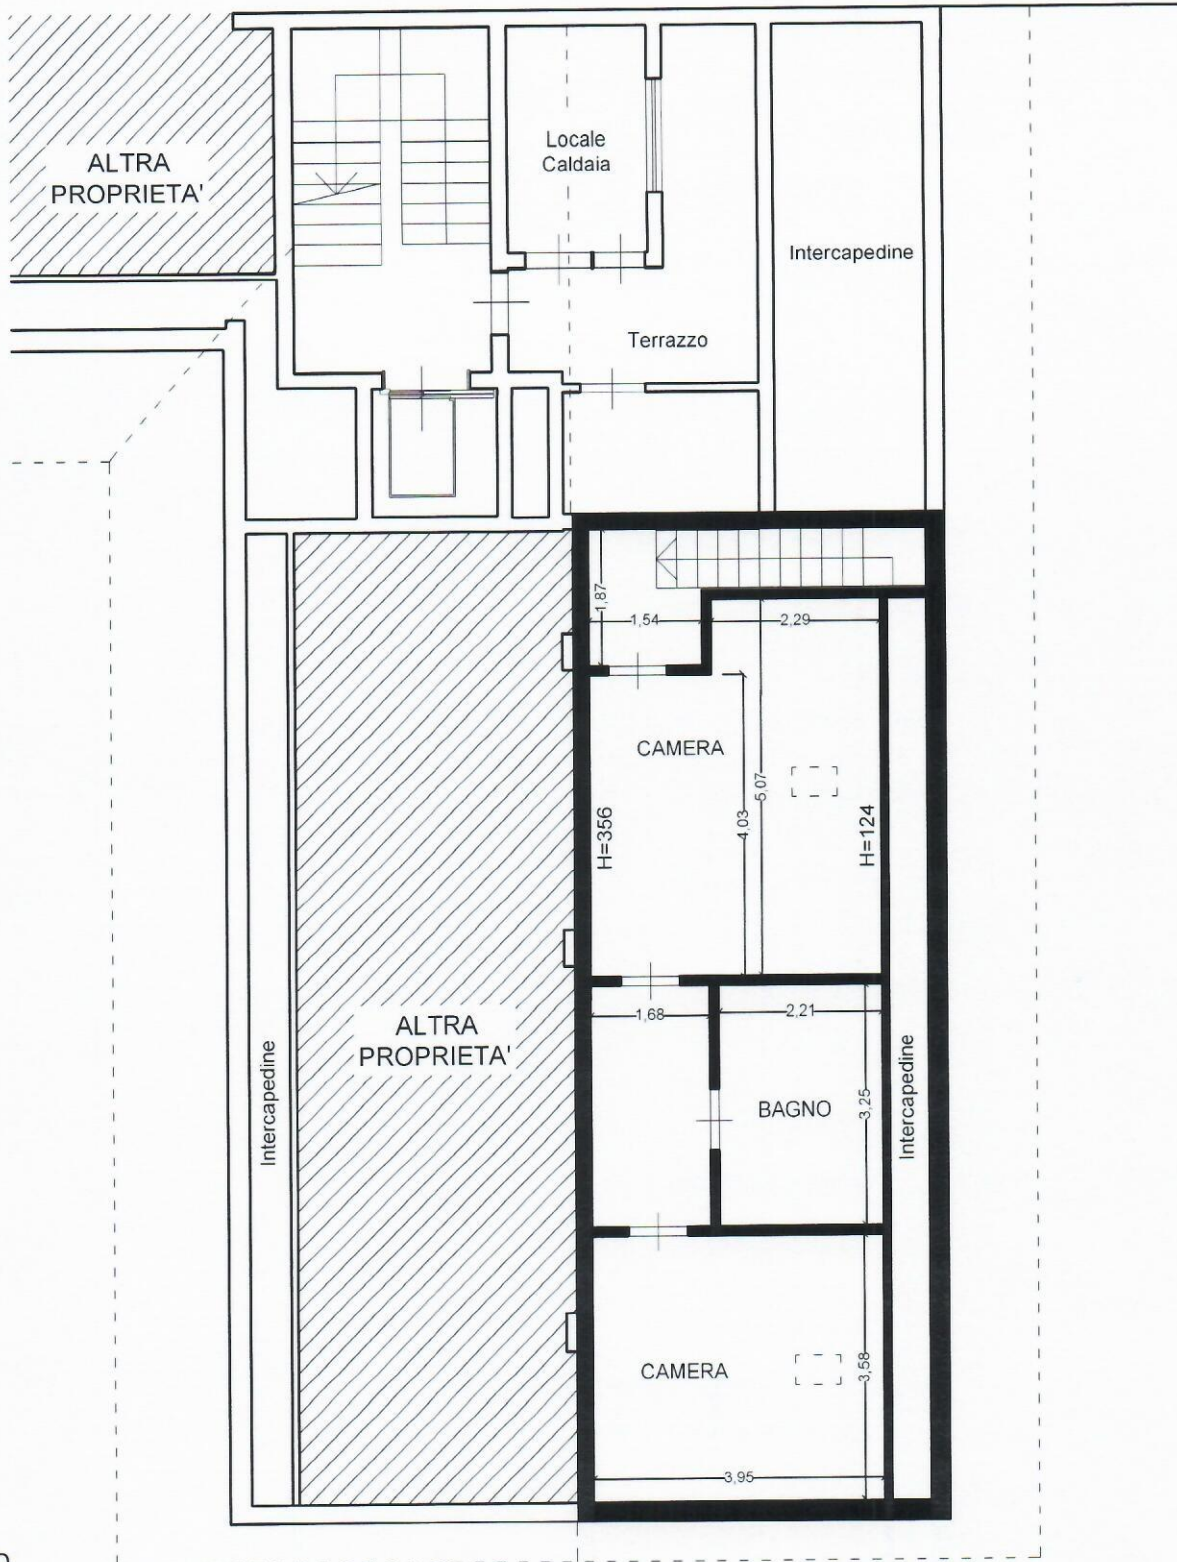 Locale
Caldaia
ALTRA
PROPRIETA'
Intercapedine
Terrazzo
1,87
1,54
2,29
CAMERA
5,07
4,03
H=356
H=124
1,68
2,21
ALTRA
PROPRIETA'
BAGNO
3,25
Intercapedine
Intercapedine
CAMERA
3,58
3,95